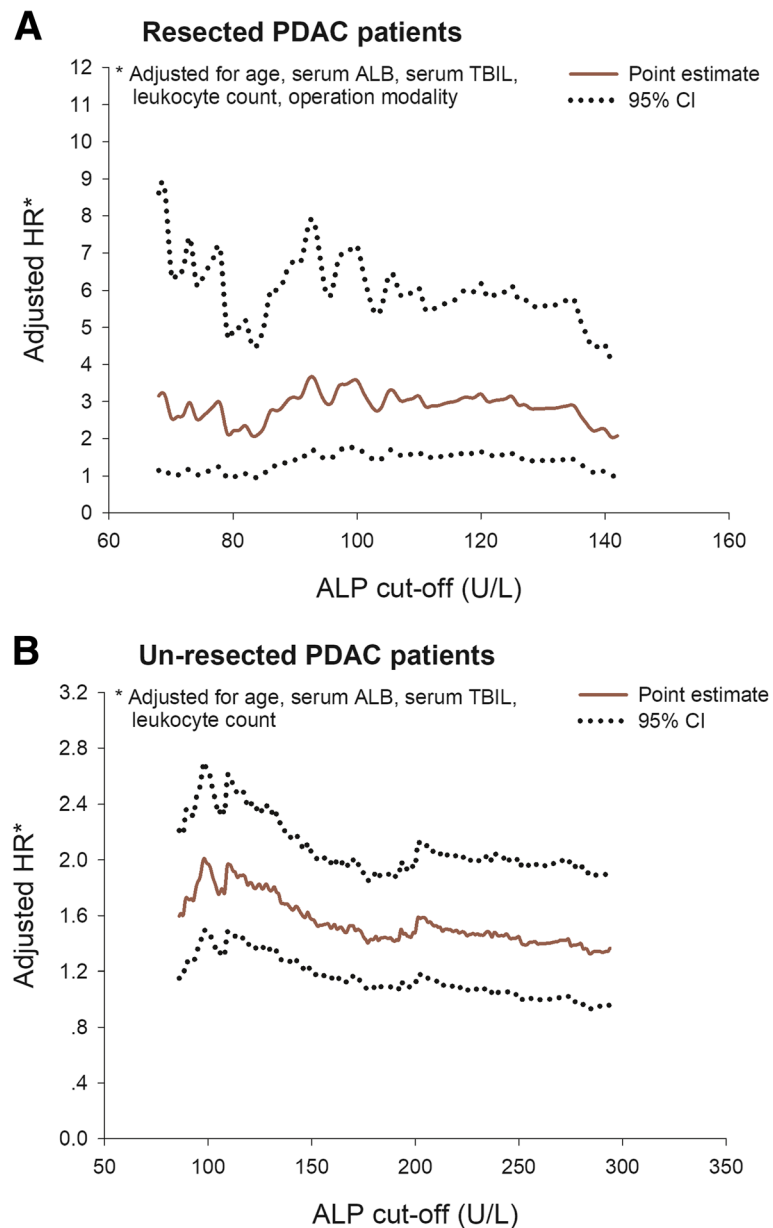 A
Resected PDAC patients
* Adjusted for age, serum ALB, serum TBIL,
leukocyte count, operation modality
Point estimate
95% CI
12
11
10
9
8
7
6
5
4
3
2
1
0
Adjusted HR*
60
80
100
120
140
160
ALP cut-off (U/L)
B
Un-resected PDAC patients
* Adjusted for age, serum ALB, serum TBIL,
leukocyte count
Point estimate
95% CI
3.2
2.8
2.4
2.0
1.6
1.2
.8
.4
0.0
Adjusted HR*
50
100
150
200
250
300
350
ALP cut-off (U/L)